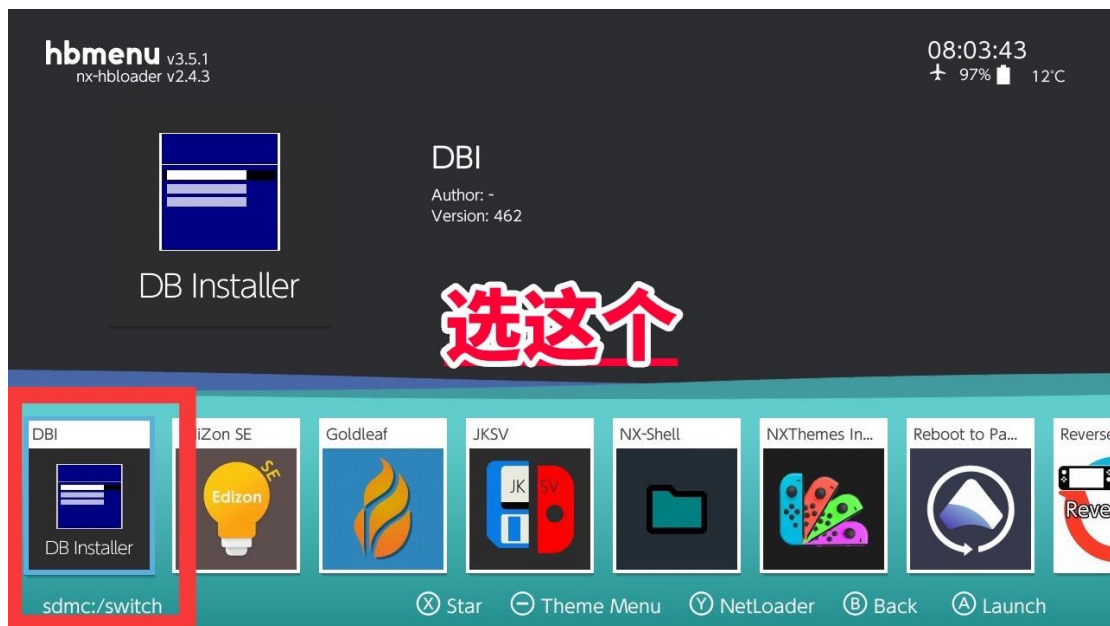 hbmenu v3.5.1
nx-hbloader v2.4.3
08:03:43
97% 12°C
DBI
Author: -
Version: 462
DB Installer
选这个
DBI
iZon SE
Goldleaf
JKSV
NX-Shell
NXThemes In...
Reboot to Pa...
Reverse
DB Installer
Edizon
SE
JK SV
Reve
sdmc:/switch
X Star
Theme Menu
Y NetLoader
B Back
A Launch